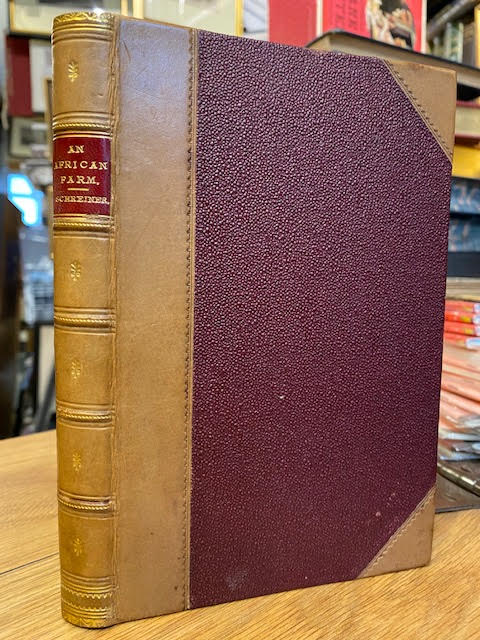 AN
AFRICAN
FARM.
SCHREINER.